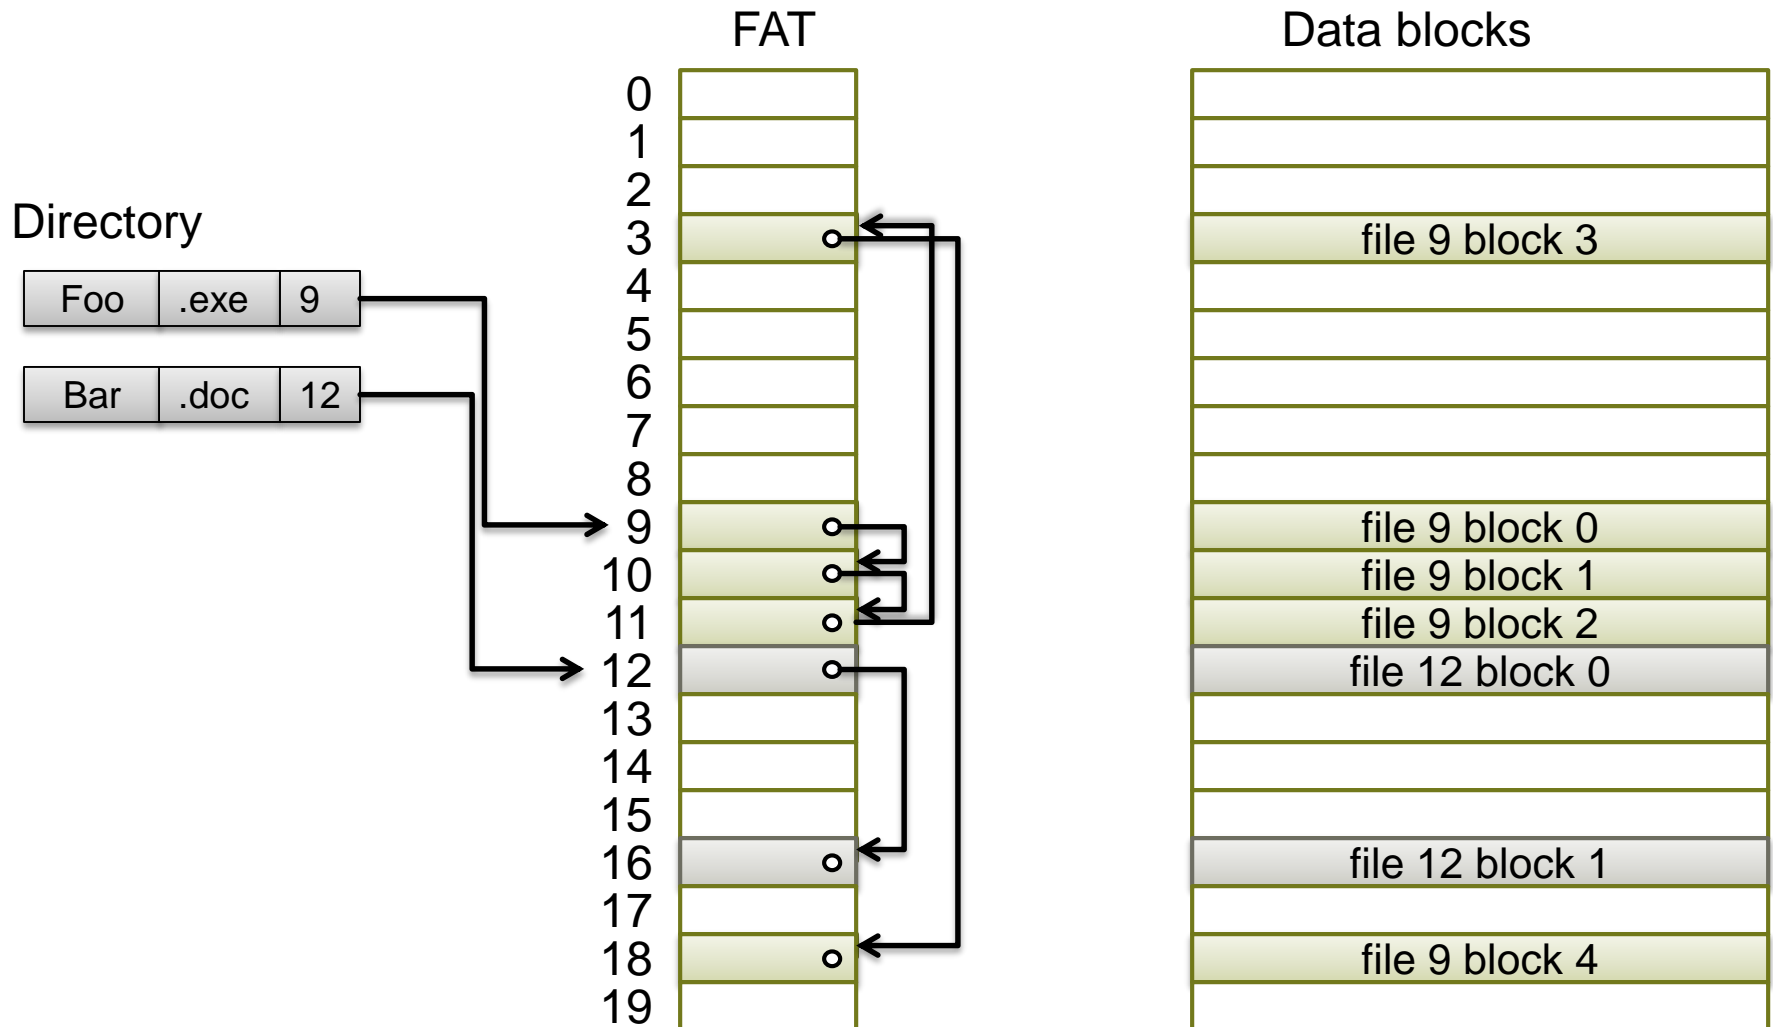 FAT
Data blocks
Directory
Foo .exe 9
Bar .doc 12
0
1
2
3
4
5
6
7
8
9
10
11
12
13
14
15
16
17
18
19
file 9 block 3
file 9 block 0
file 9 block 1
file 9 block 2
file 12 block 0
file 12 block 1
file 9 block 4